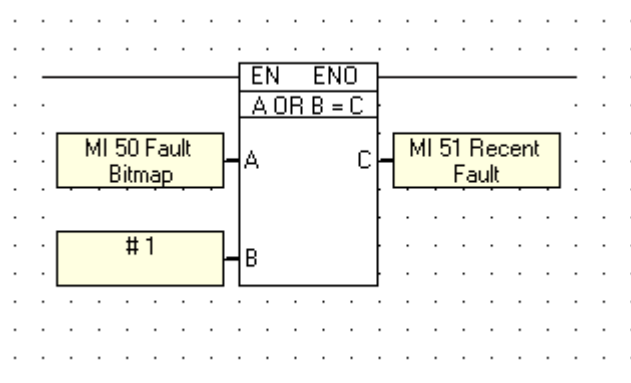 EN ENO
A OR B = C
MI 50 Fault
Bitmap
A
C
MI 51 Recent
Fault
# 1
B